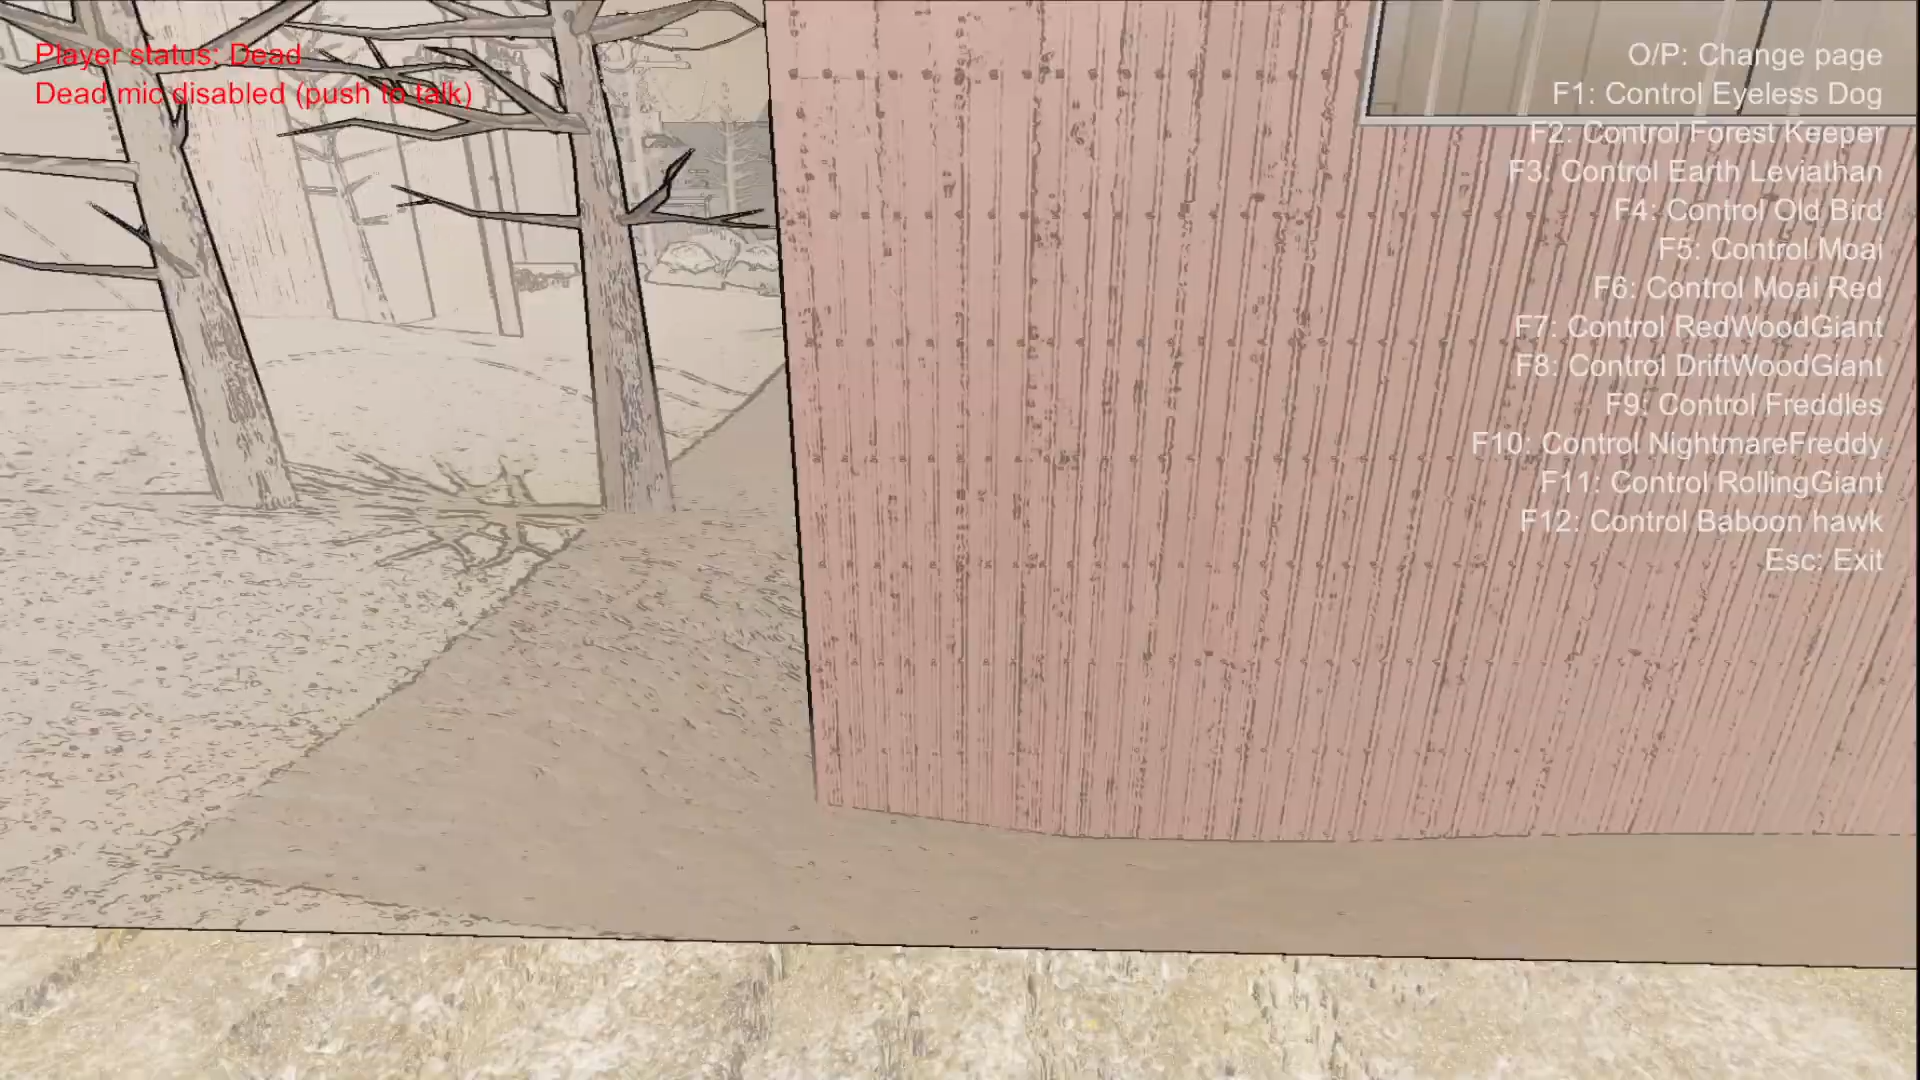 Player status: Dead
Dead mic disabled (push to talk)
O/P: Change page
F1: Control Eyeless Dog
F2: Control Forest Keeper
F3: Control Earth Leviathan
F4: Control Old Bird
F5: Control Moai
F6: Control Moai Red
F7: Control RedWoodGiant
F8: Control DriftWoodGiant
F9: Control Freddles
F10: Control NightmareFreddy
F11: Control RollingGiant
F12: Control Baboon hawk
Esc: Exit